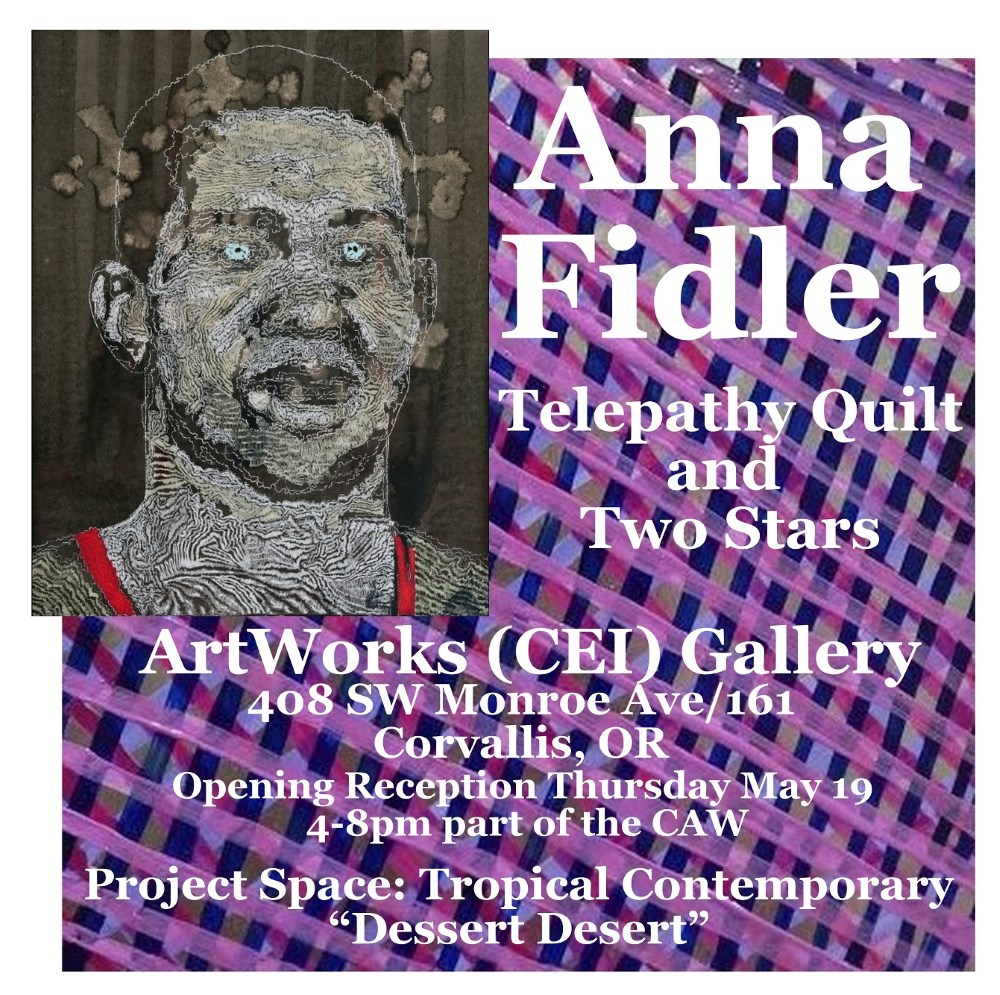 Anna
Fidler
Telepathy Quilt
and
Two Stars
ArtWorks (CEI) Gallery
408 SW Monroe Ave/161
Corvallis, OR
Opening Reception Thursday May 19
4-8pm part of the CAW
Project Space: Tropical Contemporary
“Dessert Desert”